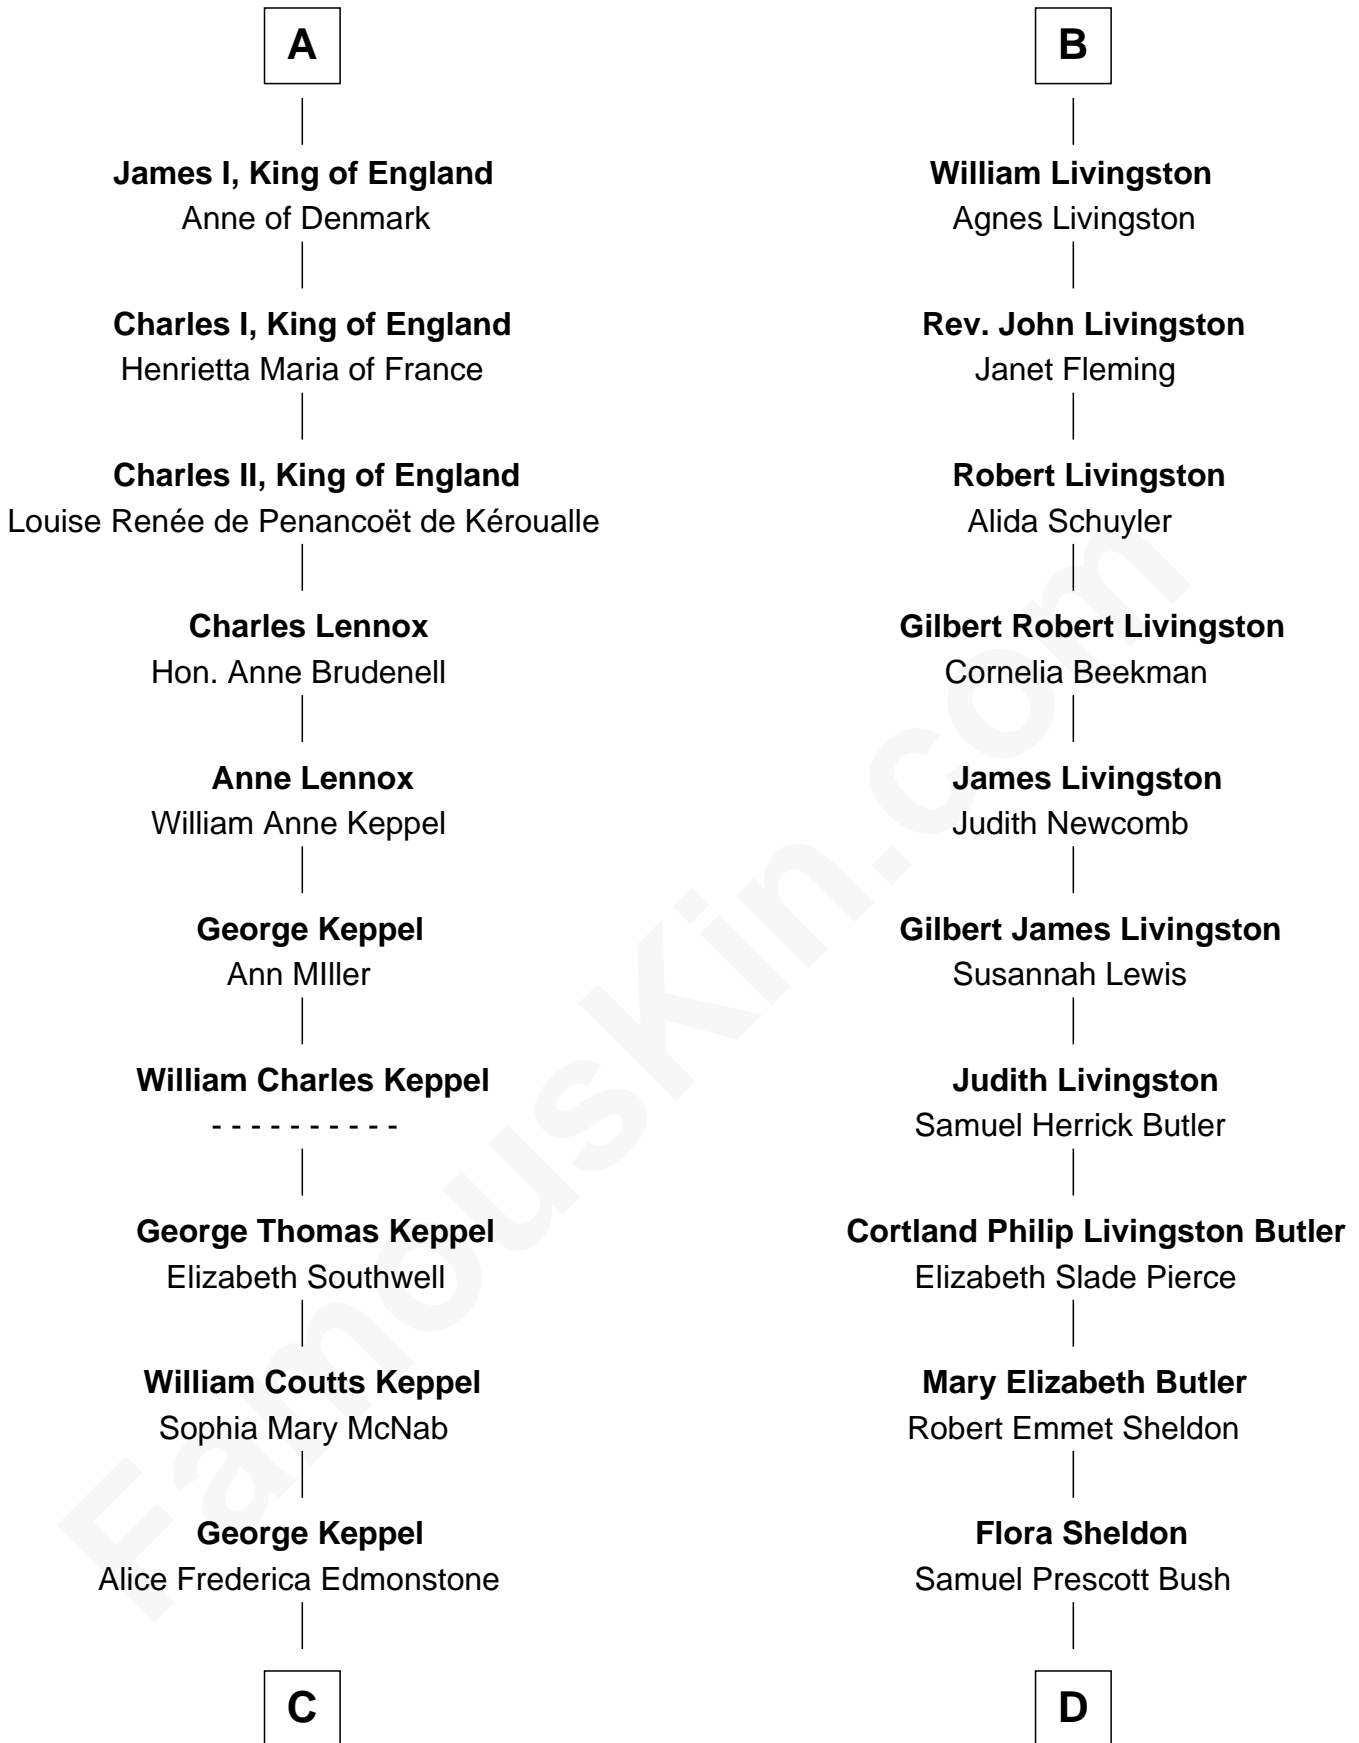 A
James I, King of England
Anne of Denmark
Charles I, King of England
Henrietta Maria of France
Charles II, King of England
Louise Renée de Penancoët de Kéroualle
Charles Lennox
Hon. Anne Brudenell
Anne Lennox
William Anne Keppel
George Keppel
Ann MIller
William Charles Keppel
- - - - - - - - - -
George Thomas Keppel
Elizabeth Southwell
William Coutts Keppel
Sophia Mary McNab
George Keppel
Alice Frederica Edmonstone
C
B
William Livingston
Agnes Livingston
Rev. John Livingston
Janet Fleming
Robert Livingston
Alida Schuyler
Gilbert Robert Livingston
Cornelia Beekman
James Livingston
Judith Newcomb
Gilbert James Livingston
Susannah Lewis
Judith Livingston
Samuel Herrick Butler
Cortland Philip Livingston Butler
Elizabeth Slade Pierce
Mary Elizabeth Butler
Robert Emmet Sheldon
Flora Sheldon
Samuel Prescott Bush
D
FamousKin.com